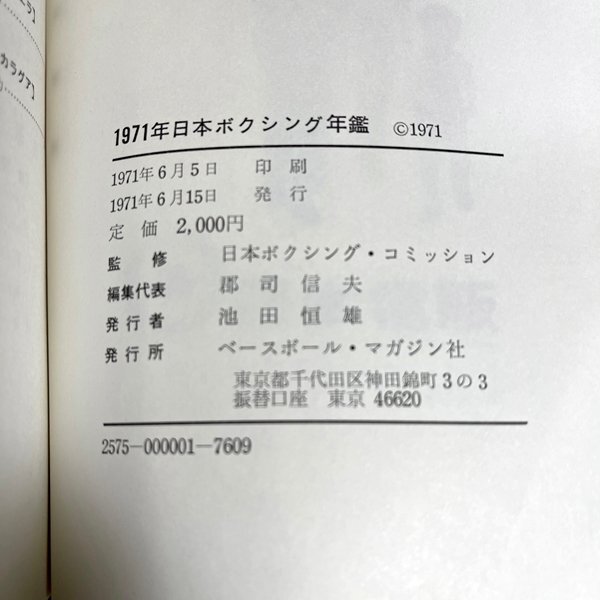 1971年日本ボクシング年鑑 ©1971
1971年6月5日 印刷
1971年6月15日 発行
定価 2,000円
監修 日本ボクシング・コミッション
編集代表 郡司信夫
発行者 池田恒雄
発行所 ベースボール・マガジン社
東京都千代田区神田錦町3の3
振替口座 東京 46620
2575-000001-7609
カラグア】